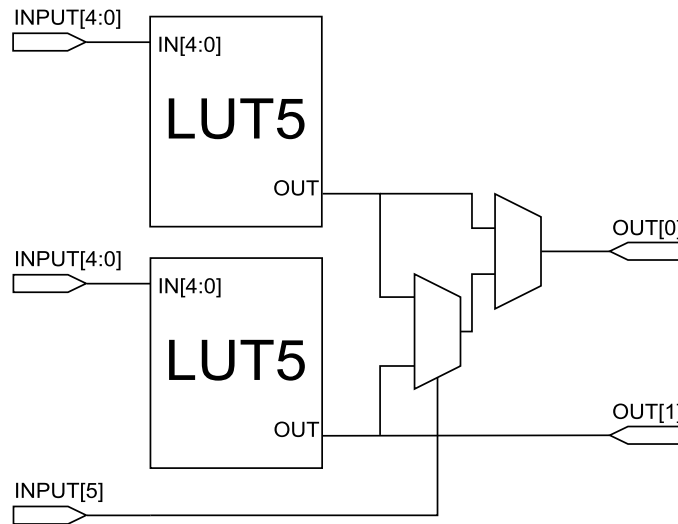 INPUT[4:0]
IN[4:0]
LUT5
OUT
OUT[0]
INPUT[4:0]
IN[4:0]
LUT5
OUT
OUT[1]
INPUT[5]